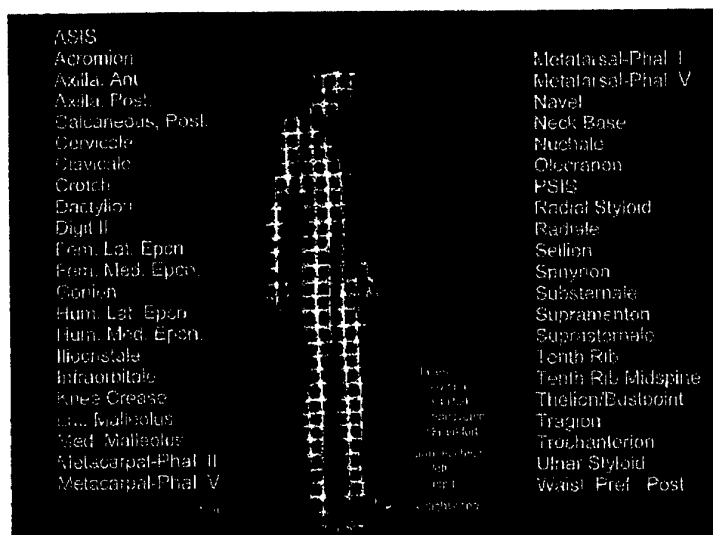 ASIS
Acromion
Axilla. Ant
Axilla. Post.
Calcaneous, Post.
Cervicale
Clavicale
Crotch
Dactylion
Digit II
Fem. Lat. Epcn
Fem. Med. Epcn.
Gonion
Hum. Lat. Epcn
Hum. Med. Epcn.
Iliocristale
Infraorbitale
Knee Crease
Lat. Malleolus
Med. Malleolus
Metacarpal-Phal. II
Metacarpal-Phal. V
Metatarsal-Phal. I
Metatarsal-Phal. V
Navel
Neck Base
Nuchale
Olecranon
PSIS
Radial Styloid
Radiale
Sellion
Substernale
Supramenton
Suprasternale
Tenth Rib
Tenth Rib Midspine
Thelion/Bustpoint
Tragion
Trochanterion
Ulnar Styloid
Waist Pref. Post